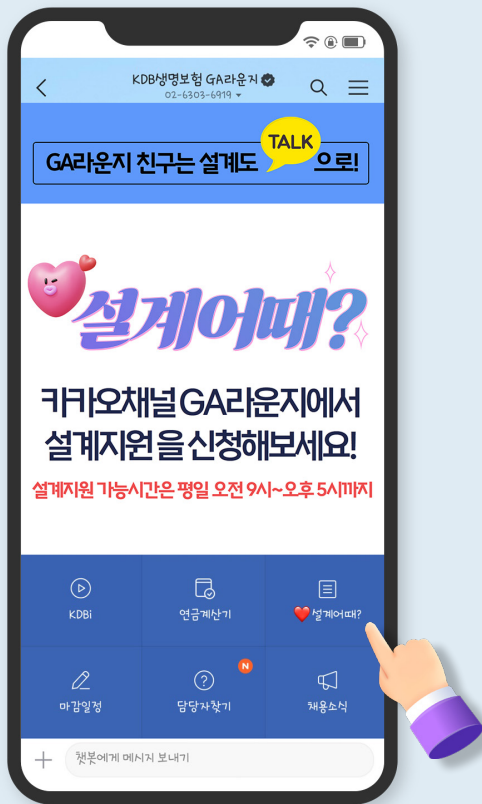 KDB생명보험 GA라운지
02-6303-6919
GA라운지 친구는 설계도 TALK 으로!
설계어때?
카카오채널 GA라운지에서
설계지원 을 신청해보세요!
설계지원 가능시간은 평일 오전 9시~오후 5시까지
KDBi
연금계산기
설계어때?
N
마감일정
담당자찾기
채용소식
챗봇에게 메시지 보내기